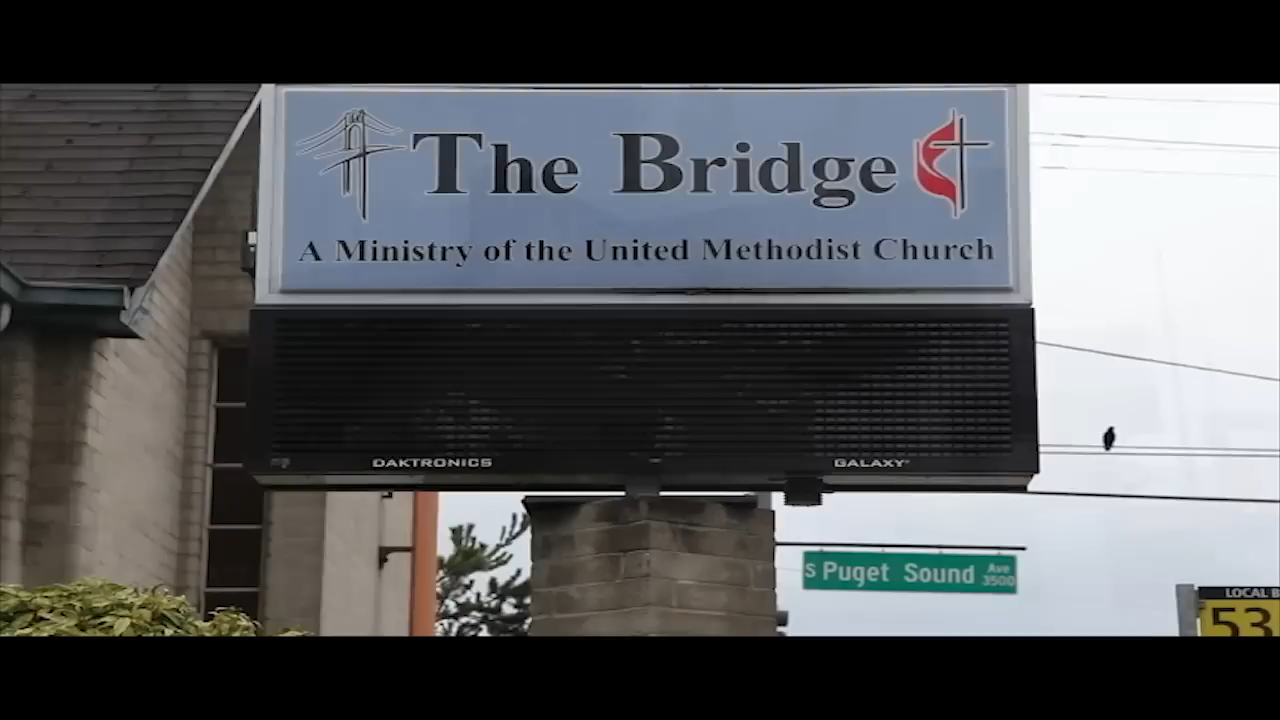 The Bridge
A Ministry of the United Methodist Church
DAKTRONICS
GALAXY
S Puget Sound Ave 3500
LOCAL
53